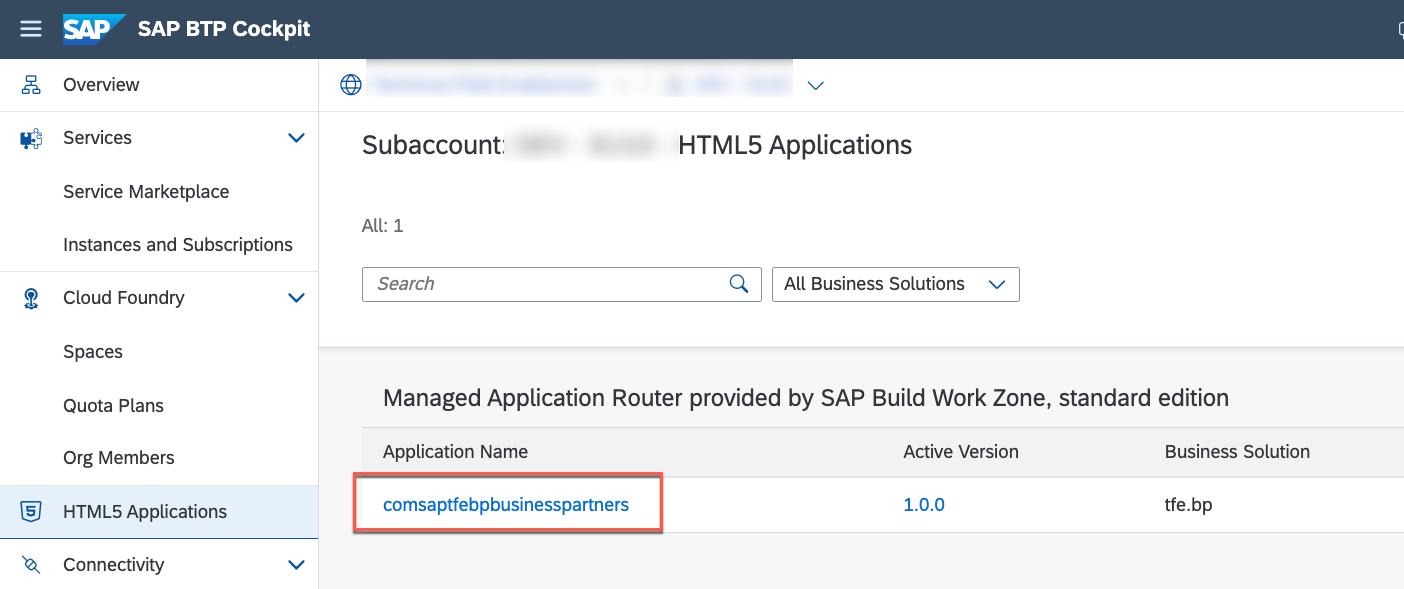 SAP SAP BTP Cockpit
Overview
Services
Service Marketplace
Instances and Subscriptions
Cloud Foundry
Spaces
Quota Plans
Org Members
HTML5 Applications
Connectivity
Subaccount: HTML5 Applications
All: 1
Search
All Business Solutions
Managed Application Router provided by SAP Build Work Zone, standard edition
Application Name Active Version Business Solution
comsaptfebpbusinesspartners 1.0.0 tfe.bp